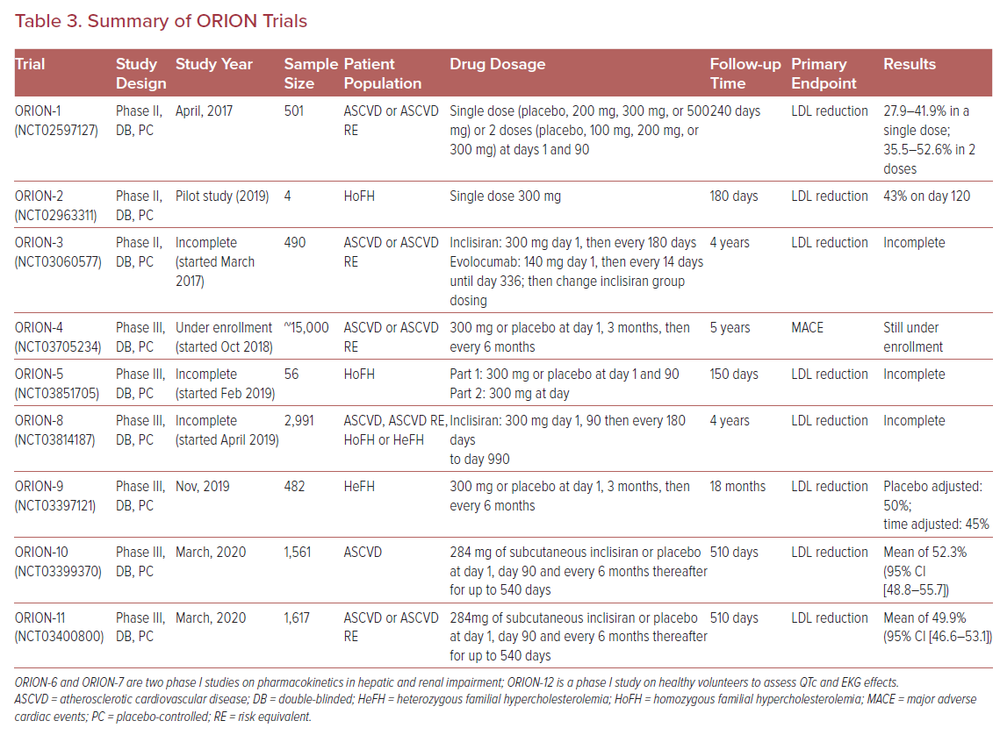 Table 3. Summary of ORION Trials
Trial Study Design Study Year Sample Size Patient Population Drug Dosage Follow-up Time Primary Endpoint Results
ORION-1 Phase II, April, 2017 501 ASCVD or ASCVD Single dose (placebo, 200 mg, 300 mg, or 500 240 days LDL reduction 27.9–41.9% in a
(NCT02597127) DB, PC RE mg) or 2 doses (placebo, 100 mg, 200 mg, or single dose;
300 mg) at days 1 and 90 35.5–52.6% in 2
doses
ORION-2 Phase II, Pilot study (2019) 4 HoFH Single dose 300 mg 180 days LDL reduction 43% on day 120
(NCT02963311) DB, PC
ORION-3 Phase II, Incomplete 490 ASCVD or ASCVD Inclisiran: 300 mg day 1, then every 180 days 4 years LDL reduction Incomplete
(NCT03060577) DB, PC (started March RE Evolocumab: 140 mg day 1, then every 14 days
2017) until day 336; then change inclisiran group
dosing
ORION-4 Phase III, Under enrollment ~15,000 ASCVD or ASCVD 300 mg or placebo at day 1, 3 months, then 5 years MACE Still under
(NCT03705234) DB, PC (started Oct 2018) RE every 6 months enrollment
ORION-5 Phase III, Incomplete 56 HoFH Part 1: 300 mg or placebo at day 1 and 90 150 days LDL reduction Incomplete
(NCT03851705) DB, PC (started Feb 2019) Part 2: 300 mg at day
ORION-8 Phase III, Incomplete 2,991 ASCVD, ASCVD RE, Inclisiran: 300 mg day 1, 90 then every 180 4 years LDL reduction Incomplete
(NCT03814187) DB, PC (started April 2019) HoFH or HeFH days
to day 990
ORION-9 Phase III, Nov, 2019 482 HeFH 300 mg or placebo at day 1, 3 months, then 18 months LDL reduction Placebo adjusted:
(NCT03397121) DB, PC every 6 months 50%;
time adjusted: 45%
ORION-10 Phase III, March, 2020 1,561 ASCVD 284 mg of subcutaneous inclisiran or placebo 510 days LDL reduction Mean of 52.3%
(NCT03399370) DB, PC at day 1, day 90 and every 6 months thereafter (95% CI
for up to 540 days [48.8–55.7])
ORION-11 Phase III, March, 2020 1,617 ASCVD or ASCVD 284mg of subcutaneous inclisiran or placebo 510 days LDL reduction Mean of 49.9%
(NCT03400800) DB, PC RE at day 1, day 90 and every 6 months thereafter (95% CI [46.6–53.1])
for up to 540 days
ORION-6 and ORION-7 are two phase I studies on pharmacokinetics in hepatic and renal impairment; ORION-12 is a phase I study on healthy volunteers to assess QTc and EKG effects.
ASCVD = atherosclerotic cardiovascular disease; DB = double-blinded; HeFH = heterozygous familial hypercholesterolemia; HoFH = homozygous familial hypercholesterolemia; MACE = major adverse
cardiac events; PC = placebo-controlled; RE = risk equivalent.